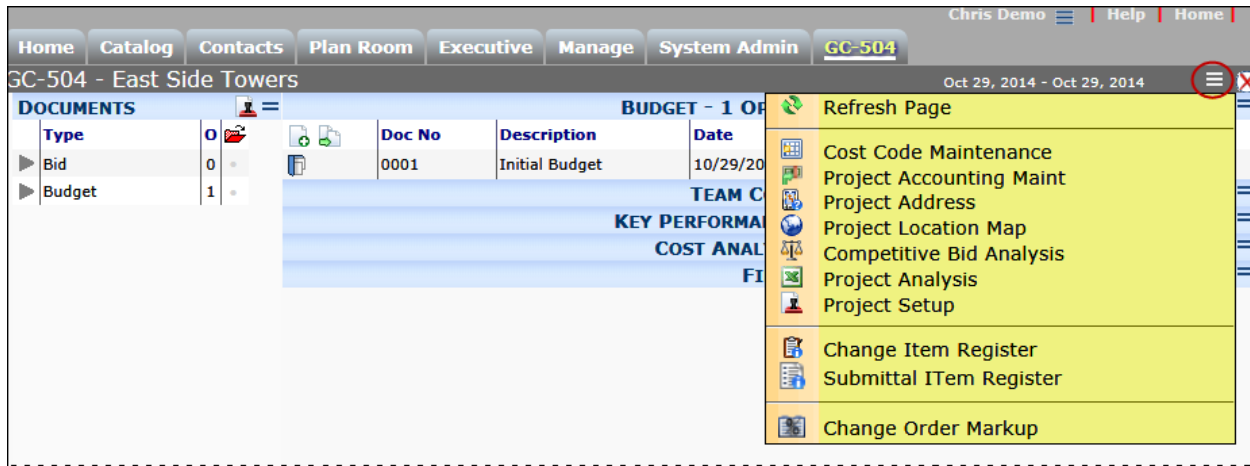 Chris Demo | Help | Home |
Home Catalog Contacts Plan Room Executive Manage System Admin GC-504
GC-504 - East Side Towers Oct 29, 2014 - Oct 29, 2014
DOCUMENTS
BUDGET - 1 OF
Type O
Doc No Description Date
Bid 0
0001 Initial Budget 10/29/20
Budget 1
TEAM C
KEY PERFORMA
COST ANAL
FI
Refresh Page
Cost Code Maintenance
Project Accounting Maint
Project Address
Project Location Map
Competitive Bid Analysis
Project Analysis
Project Setup
Change Item Register
Submittal ITem Register
Change Order Markup